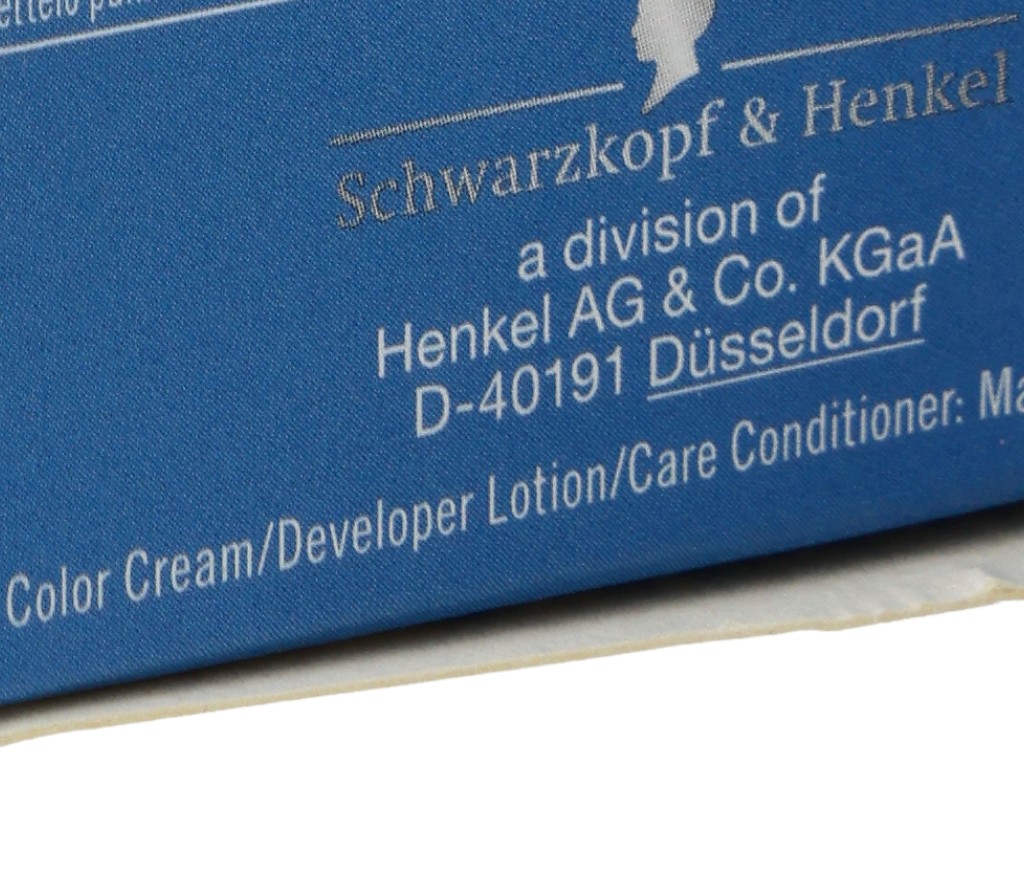 Schwarzkopf & Henkel
a division of
Henkel AG & Co. KGaA
D-40191 Düsseldorf
Color Cream/Developer Lotion/Care Conditioner: